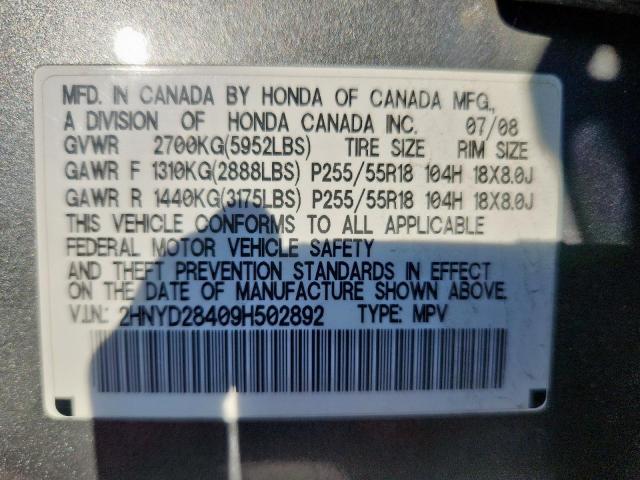 MFD. IN CANADA BY HONDA OF CANADA MFG.,
A DIVISION OF HONDA CANADA INC. 07/08
GVWR 2700KG(5952LBS) TIRE SIZE RIM SIZE
GAWR F 1310KG(2888LBS) P255/55R18 104H 18X8.0J
GAWR R 1440KG(3175LBS) P255/55R18 104H 18X8.0J
THIS VEHICLE CONFORMS TO ALL APPLICABLE
FEDERAL MOTOR VEHICLE SAFETY
AND THEFT PREVENTION STANDARDS IN EFFECT
ON THE DATE OF MANUFACTURE SHOWN ABOVE.
V.I.N.: 2HNYD28409H502892 TYPE: MPV